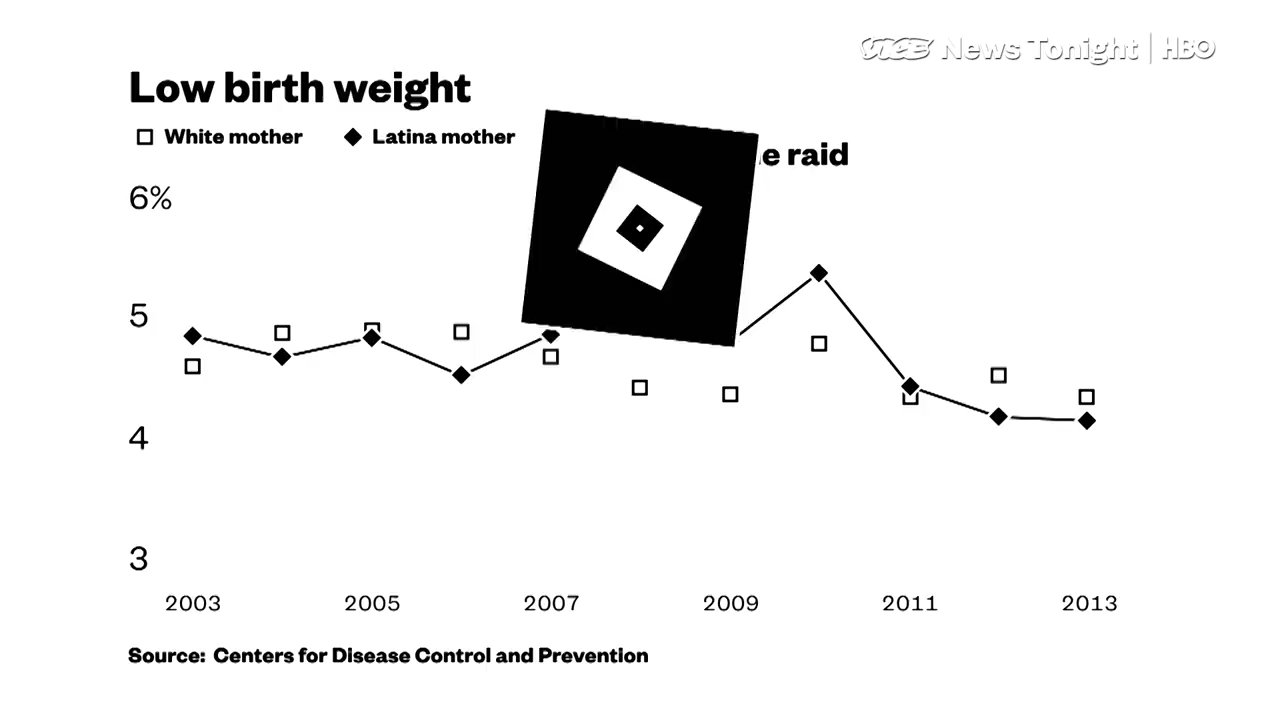 VICE News Tonight | HBO
Low birth weight
White mother Latina mother
raid
6%
5
4
3
2003 2005 2007 2009 2011 2013
Source: Centers for Disease Control and Prevention